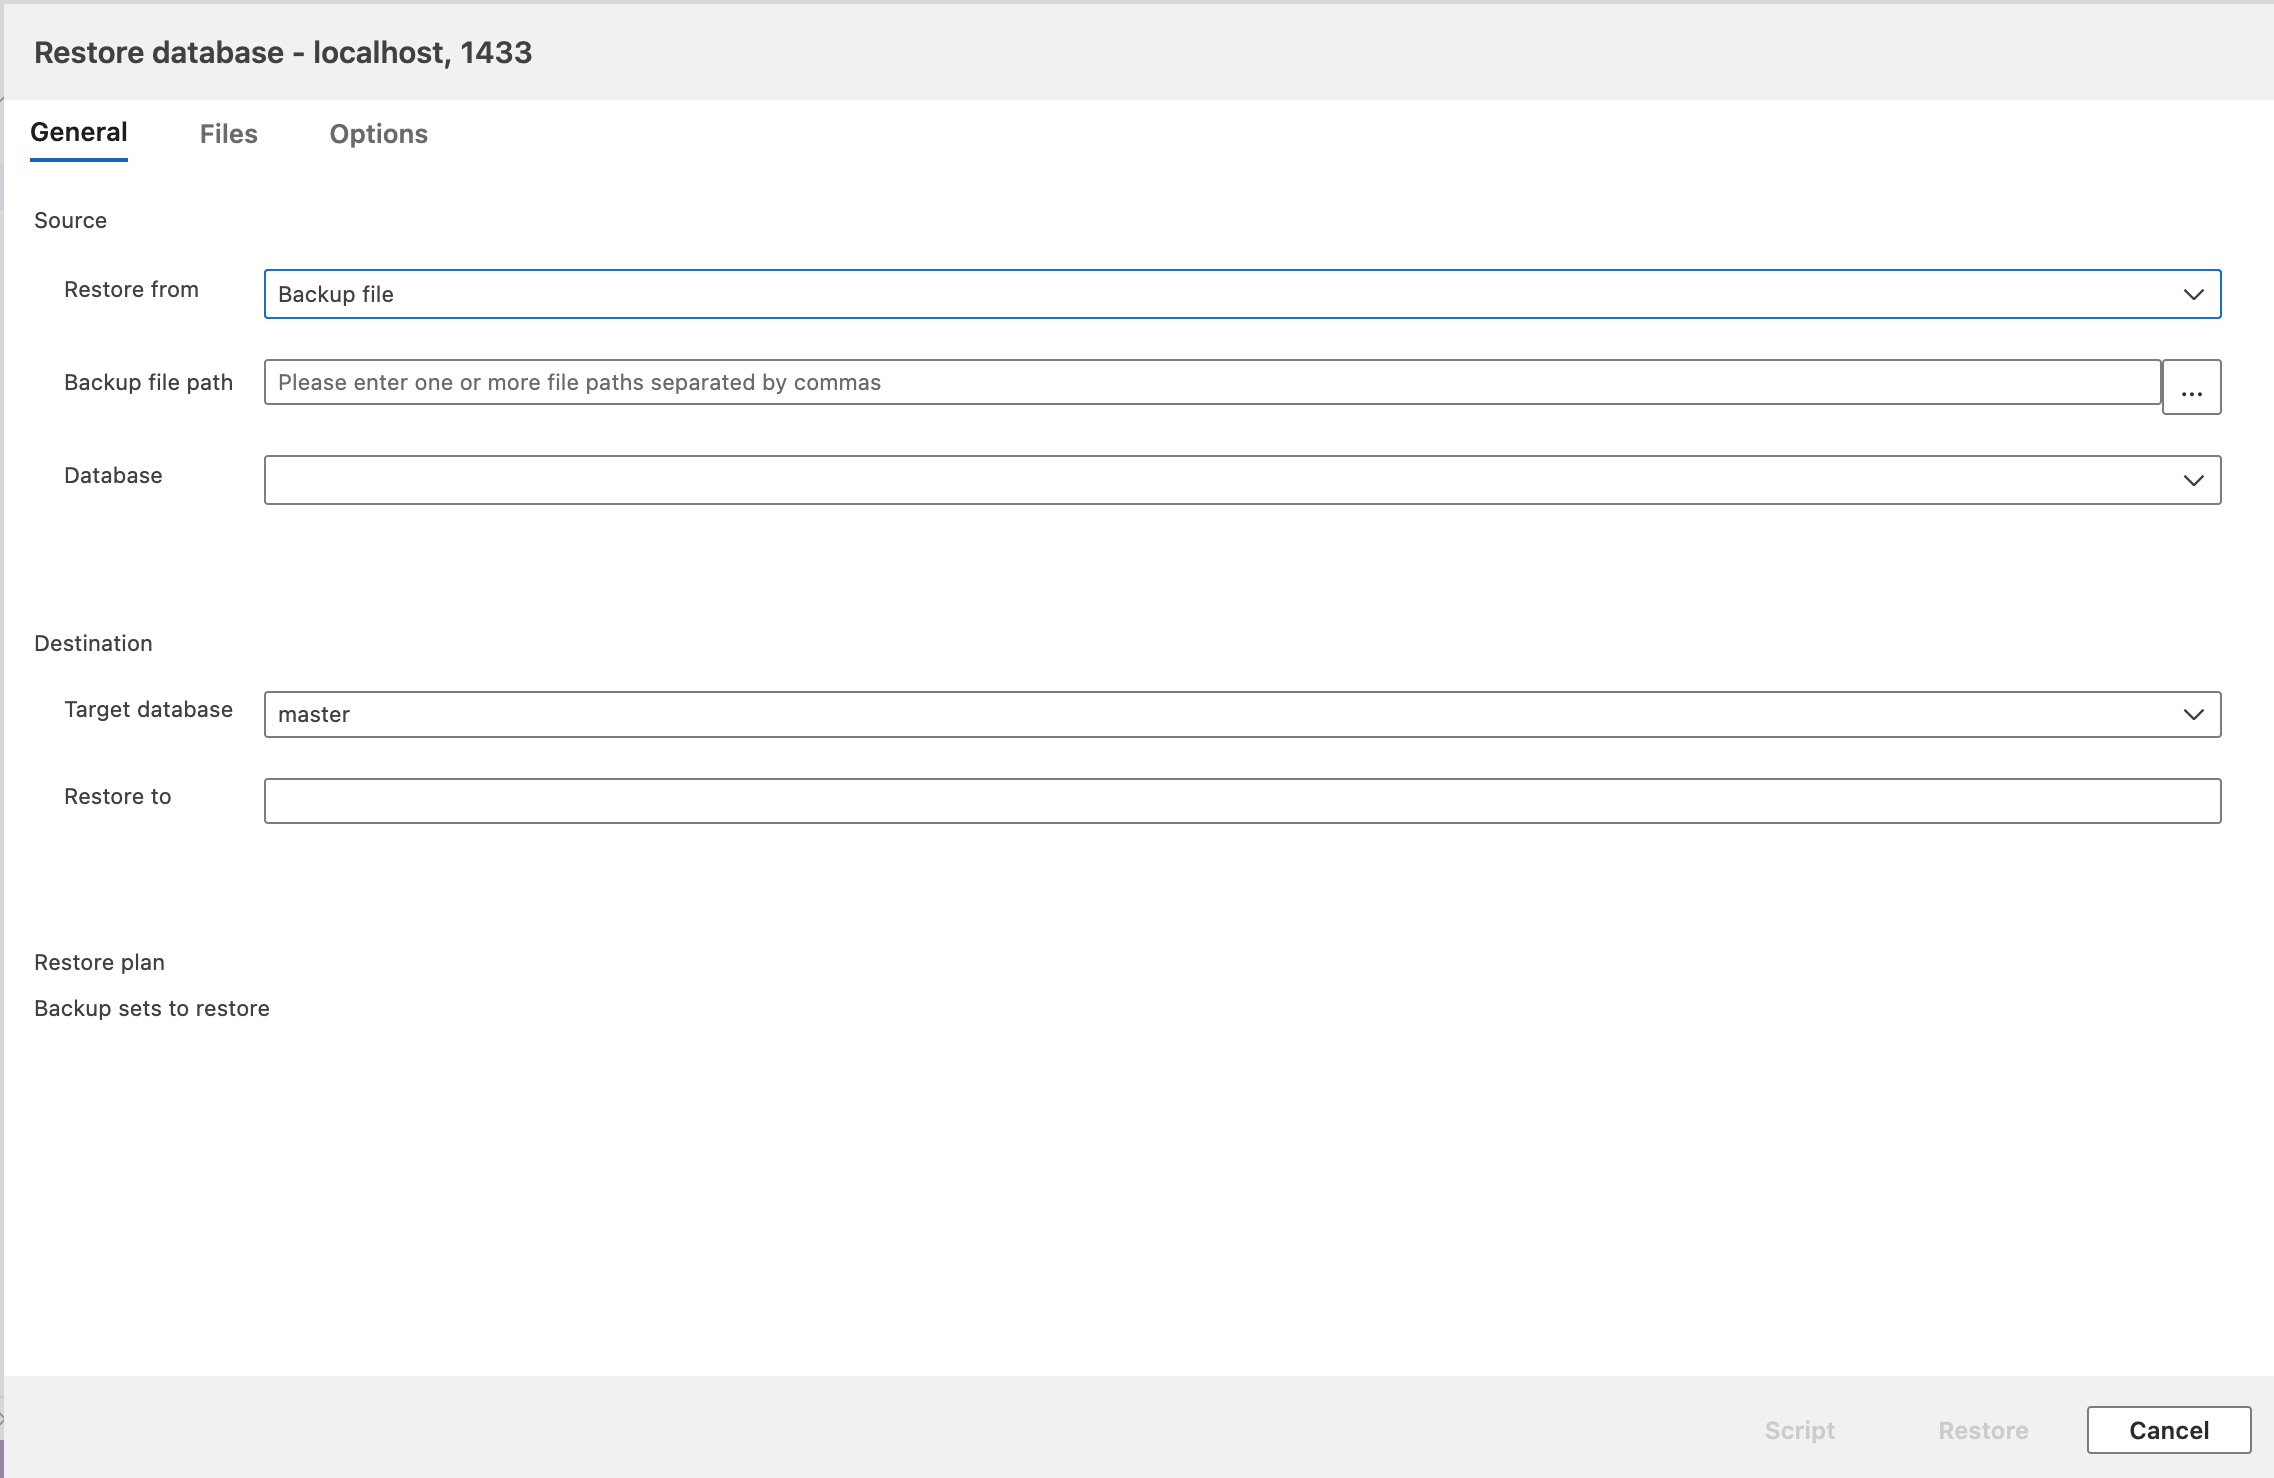 Restore database - localhost, 1433
General Files Options
Source
Restore from Backup file
Backup file path Please enter one or more file paths separated by commas ...
Database
Destination
Target database master
Restore to
Restore plan
Backup sets to restore
Script Restore Cancel